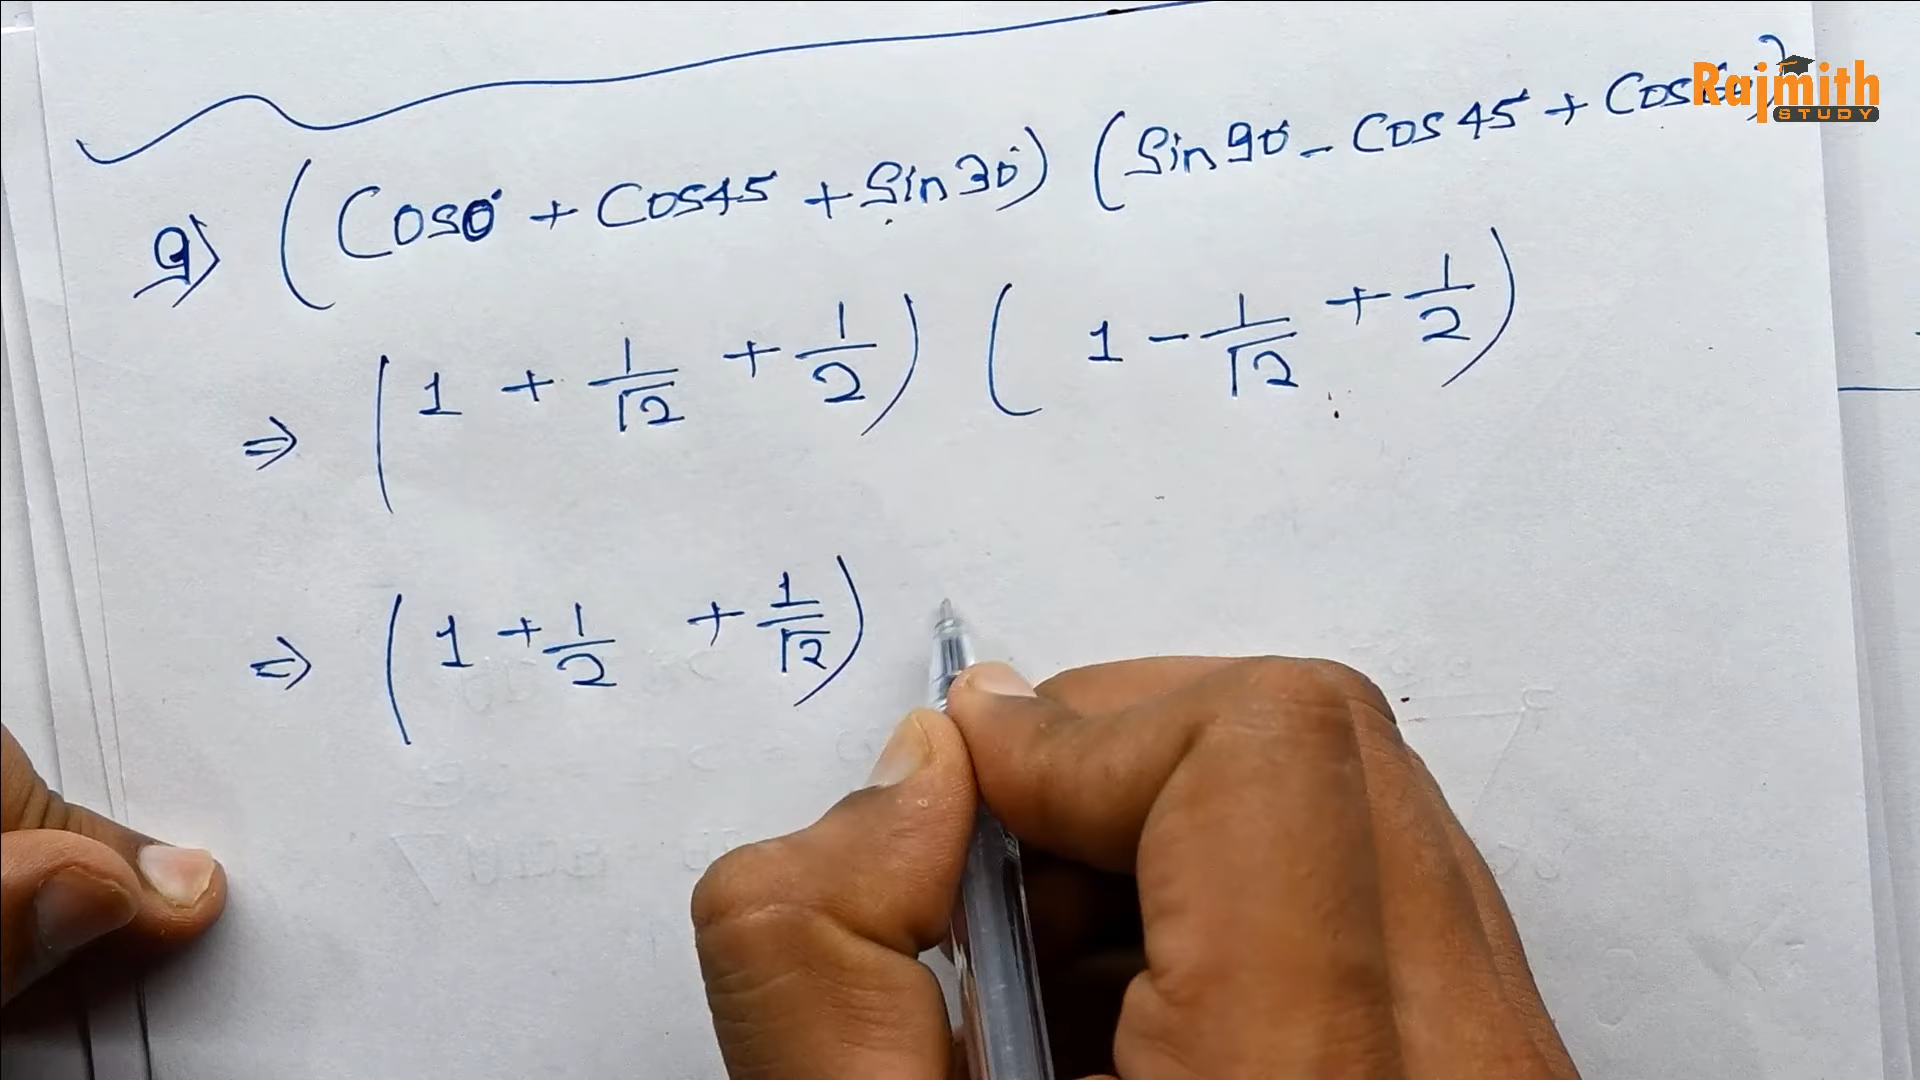 9) (Cos0° + Cos45° + Sin30°) (Sin90° - Cos45° + Cos
Rajmith
STUDY
⇒ (1 + 1/√2 + 1/2) (1 - 1/√2 + 1/2)
⇒ (1 + 1/2 + 1/√2)